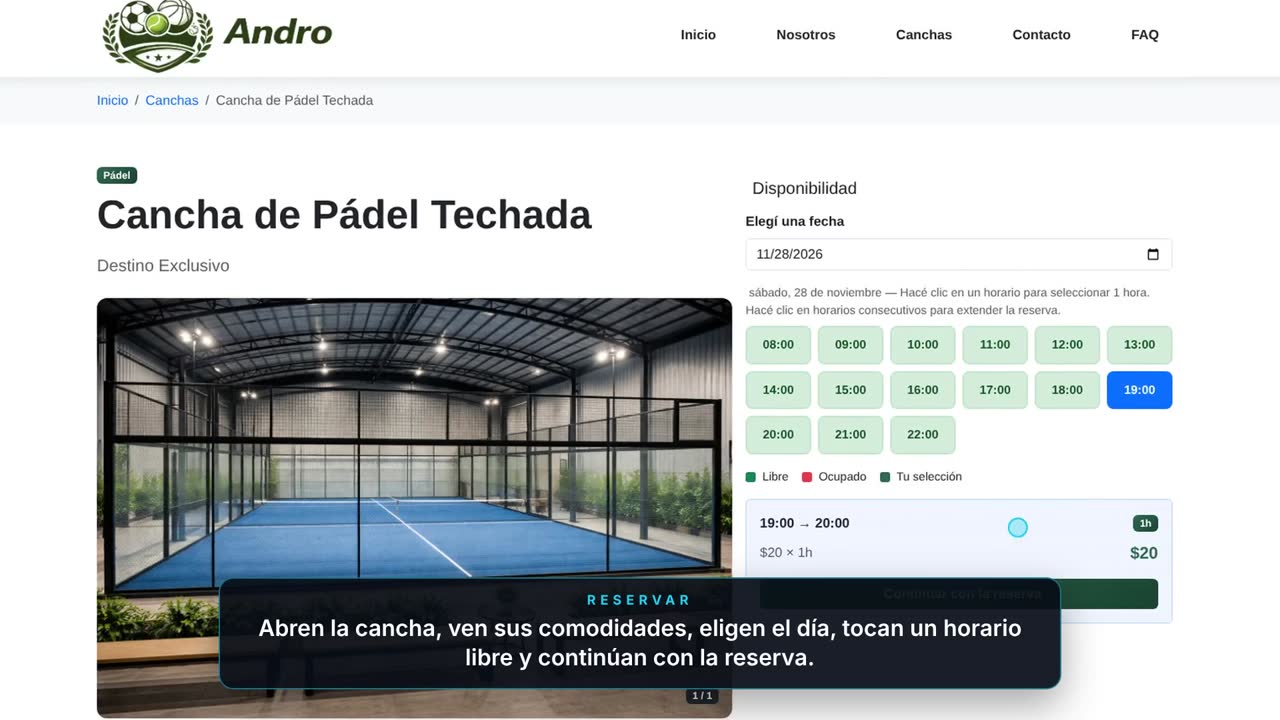 Andro
Inicio
Nosotros
Canchas
Contacto
FAQ
Inicio / Canchas / Cancha de Pádel Techada
Pádel
Cancha de Pádel Techada
Destino Exclusivo
1 / 1
Disponibilidad
Elegí una fecha
11/28/2026
sábado, 28 de noviembre — Hacé clic en un horario para seleccionar 1 hora.
Hacé clic en horarios consecutivos para extender la reserva.
08:00 09:00 10:00 11:00 12:00 13:00
14:00 15:00 16:00 17:00 18:00 19:00
20:00 21:00 22:00
Libre Ocupado Tu selección
19:00 → 20:00 1h
$20 × 1h $20
Continuar con la reserva
RESERVAR
Abren la cancha, ven sus comodidades, eligen el día, tocan un horario
libre y continúan con la reserva.